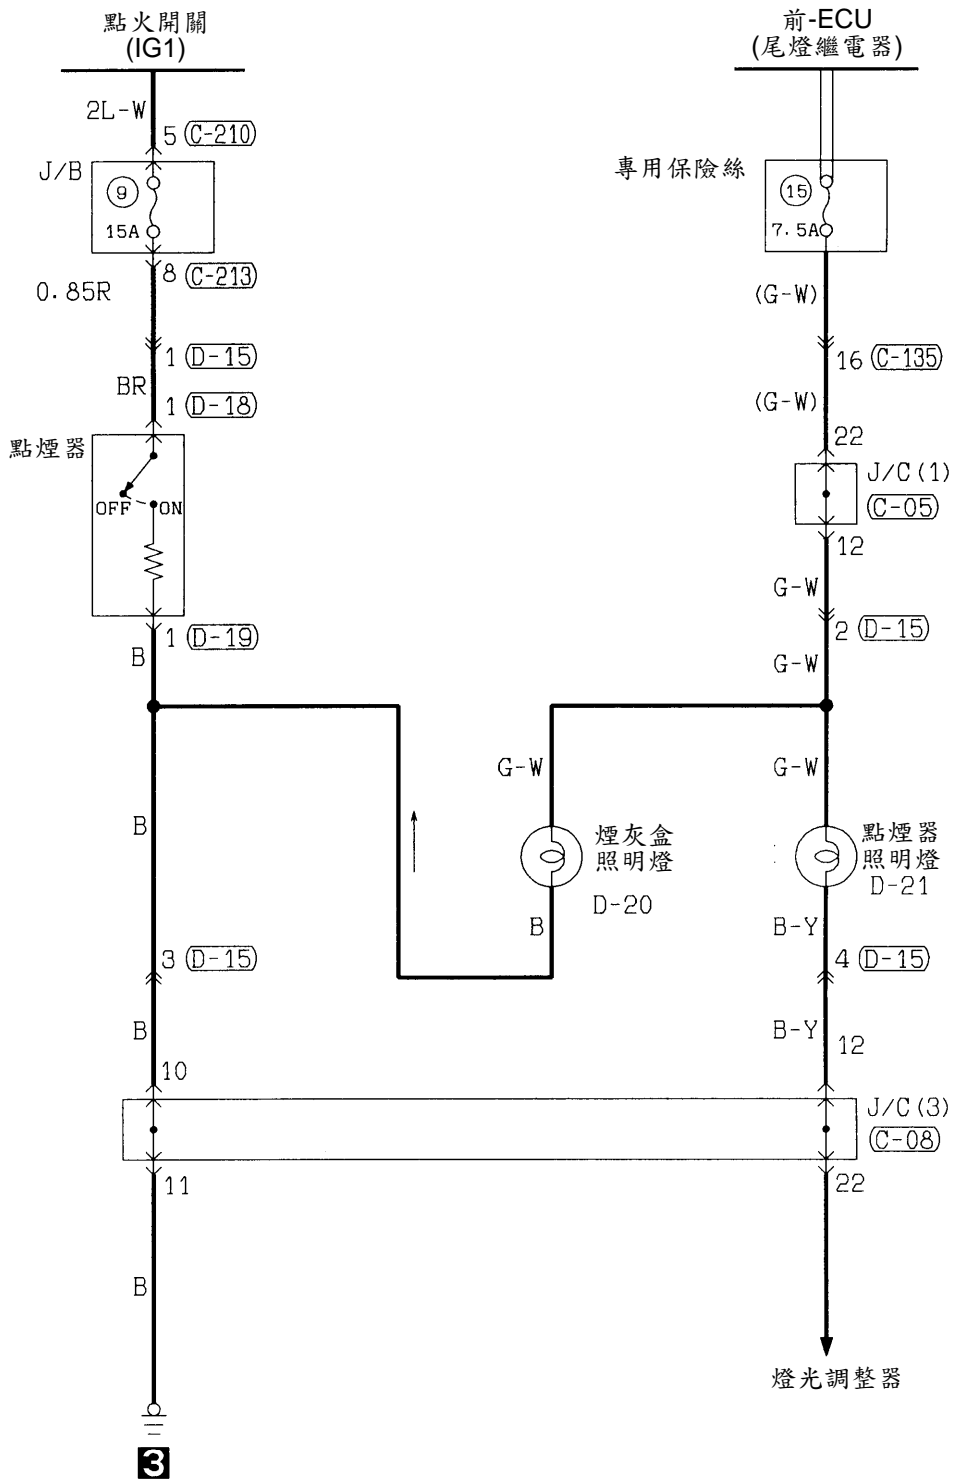 點火開關
(IG1)
前-ECU
(尾燈繼電器)
2L-W
5 (C-210)
J/B
9
15A
8 (C-213)
0.85R
1 (D-15)
BR
1 (D-18)
點煙器
OFF
ON
1 (D-19)
B
B
3 (D-15)
B
10
11
B
3
專用保險絲
15
7.5A
(G-W)
16 (C-135)
(G-W)
22
J/C(1)
(C-05)
12
G-W
2 (D-15)
G-W
G-W
煙灰盒
照明燈
D-20
B
G-W
點煙器
照明燈
D-21
B-Y
4 (D-15)
B-Y
12
J/C(3)
(C-08)
22
燈光調整器